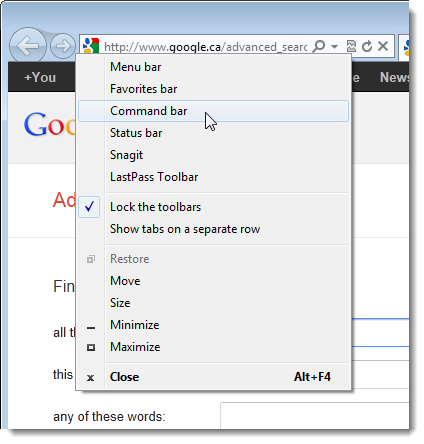 http://www.google.ca/advanced_searc
+You
News
Goo
Menu bar
Favorites bar
Command bar
Status bar
Snagit
LastPass Toolbar
Lock the toolbars
Show tabs on a separate row
Restore
Move
Size
Minimize
Maximize
Close Alt+F4
Ad
Fin
all th
this
any of these words: